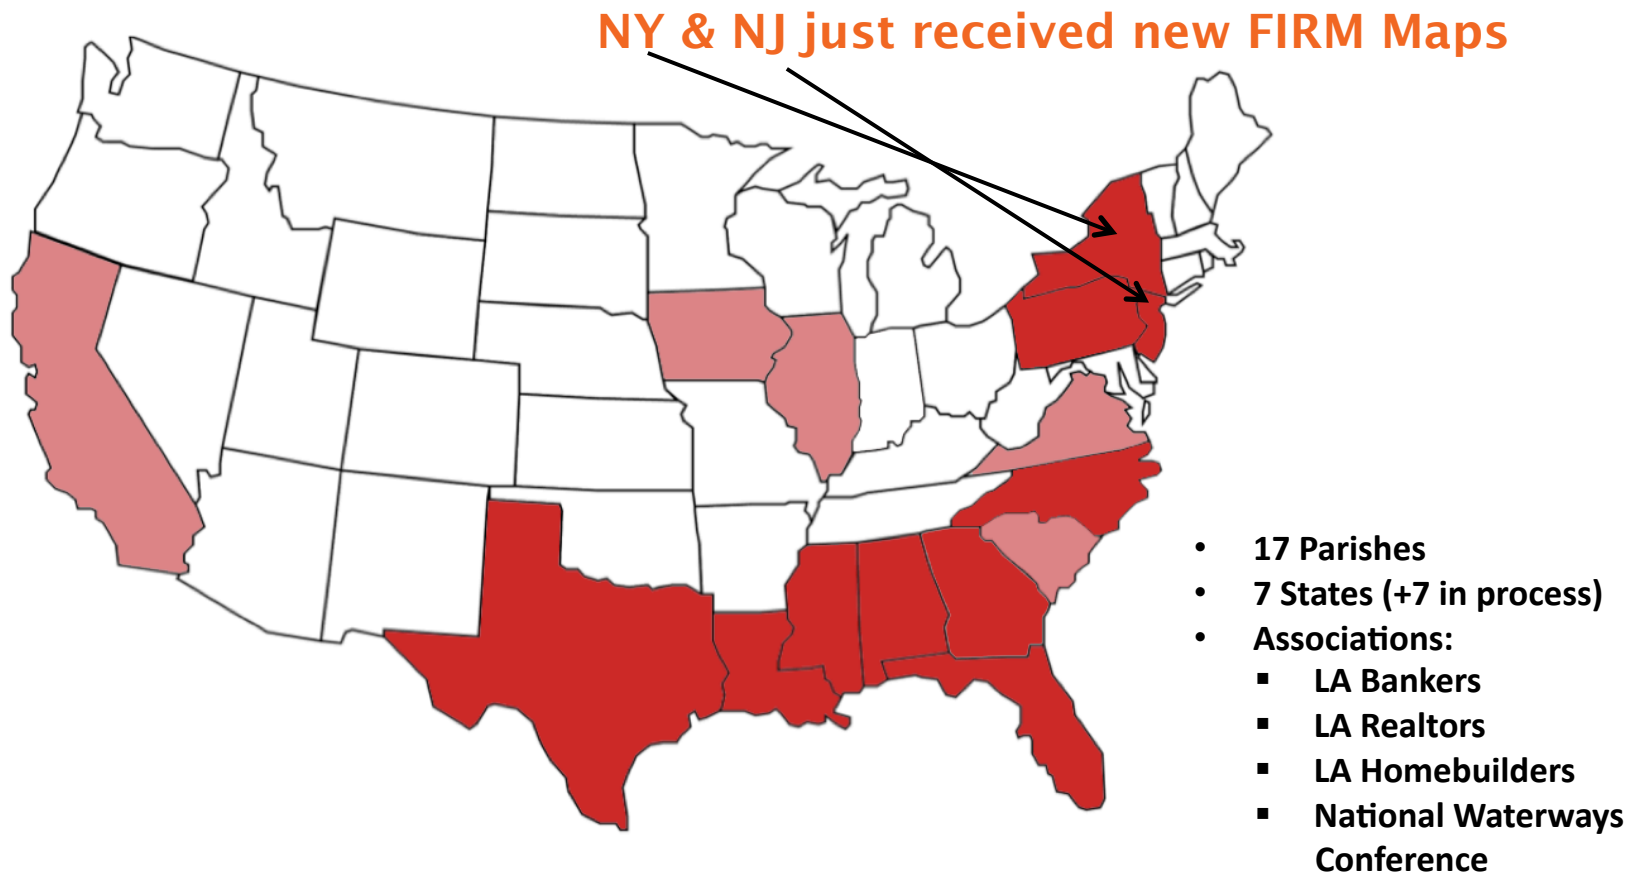 NY & NJ just received new FIRM Maps
• 17 Parishes
• 7 States (+7 in process)
• Associations:
▪ LA Bankers
▪ LA Realtors
▪ LA Homebuilders
▪ National Waterways
Conference